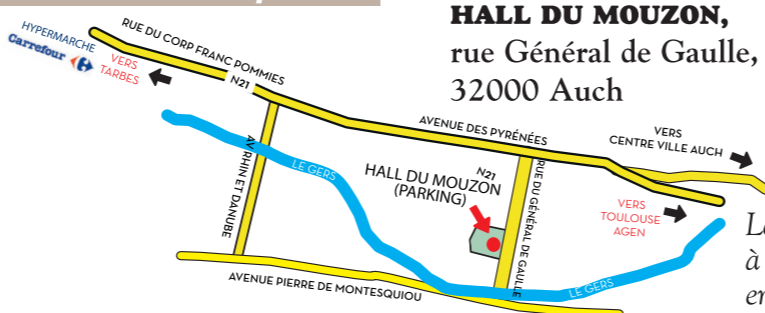 HALL DU MOUZON,
rue Général de Gaulle,
32000 Auch
HYPERMARCHE
Carrefour
VERS
TARBES
RUE DU CORP FRANC POMMIES
N21
AVENUE DES PYRÉNÉES
VERS
CENTRE VILLE AUCH
AV RHIN ET DANUBE
LE GERS
HALL DU MOUZON
(PARKING)
N21
RUE DU GÉNÉRAL DE GAULLE
VERS
TOULOUSE
AGEN
LE GERS
AVENUE PIERRE DE MONTESQUIOU
à